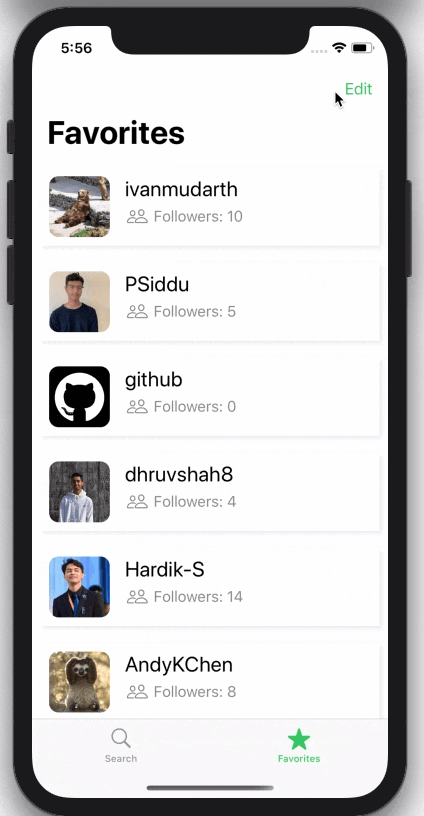 5:56
Edit
Favorites
ivanmudarth
Followers: 10
PSiddu
Followers: 5
github
Followers: 0
dhruvshah8
Followers: 4
Hardik-S
Followers: 14
AndyKChen
Followers: 8
Search
Favorites